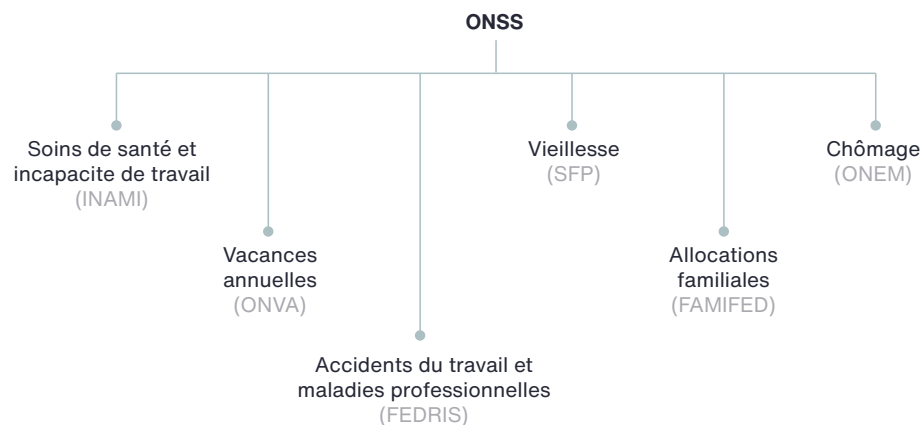 ONSS
Soins de santé et
incapacite de travail
(INAMI)
Vacances
annuelles
(ONVA)
Accidents du travail et
maladies professionnelles
(FEDRIS)
Vieillesse
(SFP)
Allocations
familiales
(FAMIFED)
Chômage
(ONEM)